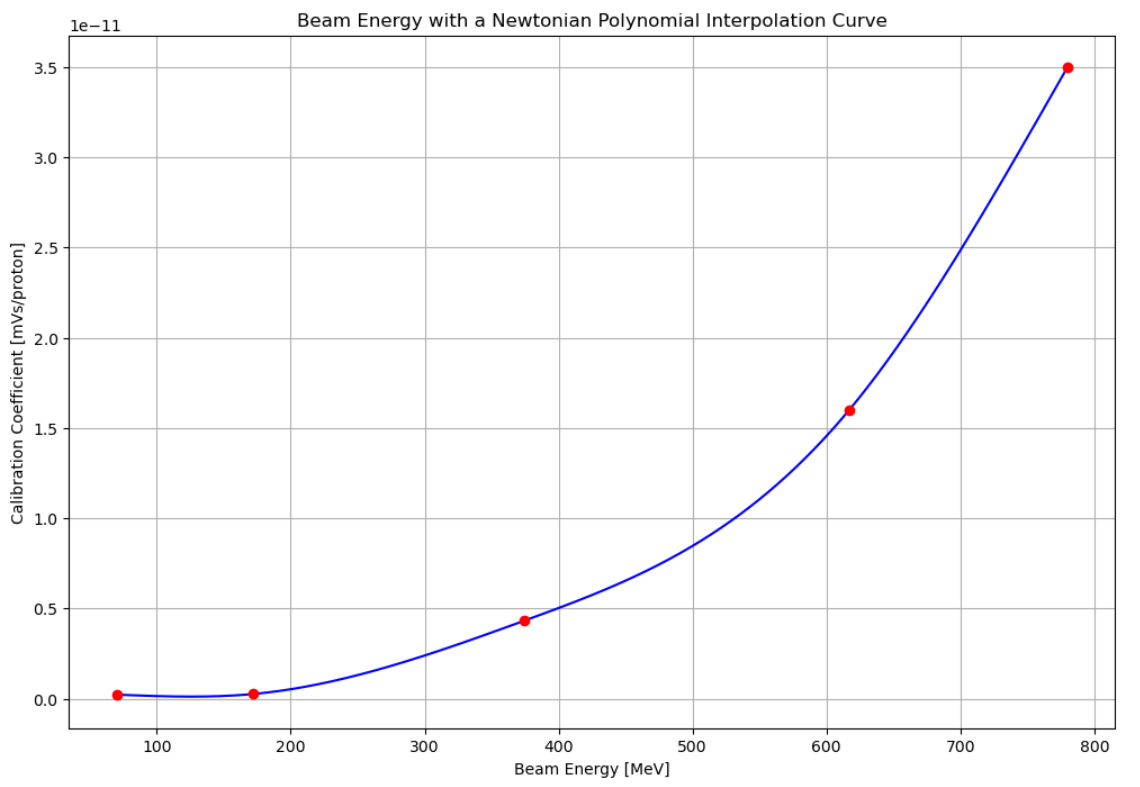 Beam Energy with a Newtonian Polynomial Interpolation Curve
1e−11
3.5
3.0
2.5
2.0
1.5
1.0
0.5
0.0
Calibration Coefficient [mVs/proton]
100 200 300 400 500 600 700 800
Beam Energy [MeV]